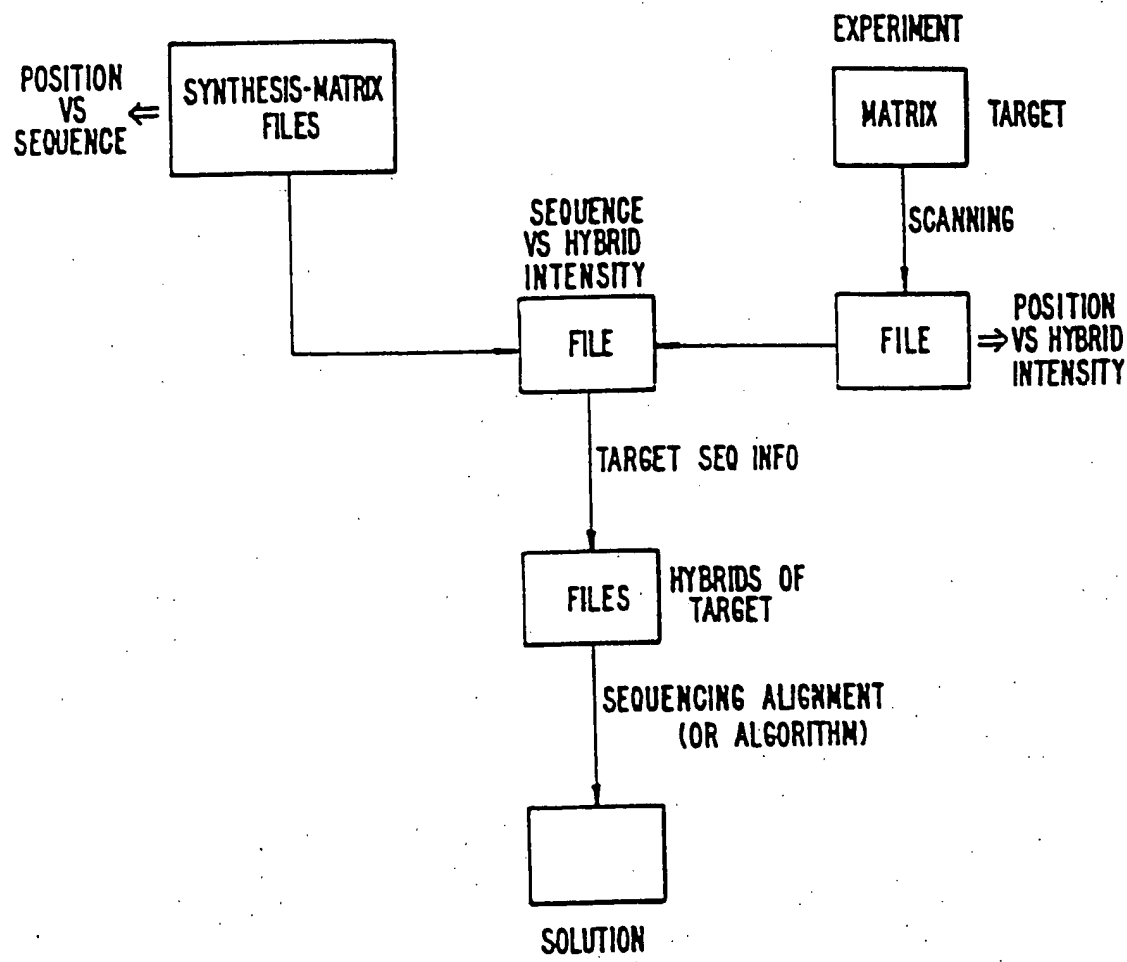 EXPERIMENT
POSITION
VS
SEQUENCE
⇐
SYNTHESIS-MATRIX
FILES
MATRIX
TARGET
SCANNING
SEQUENCE
VS HYBRID
INTENSITY
FILE
FILE
⇒
POSITION
VS HYBRID
INTENSITY
TARGET SEQ INFO
FILES
HYBRIDS OF
TARGET
SEQUENCING ALIGNMENT
(OR ALGORITHM)
SOLUTION